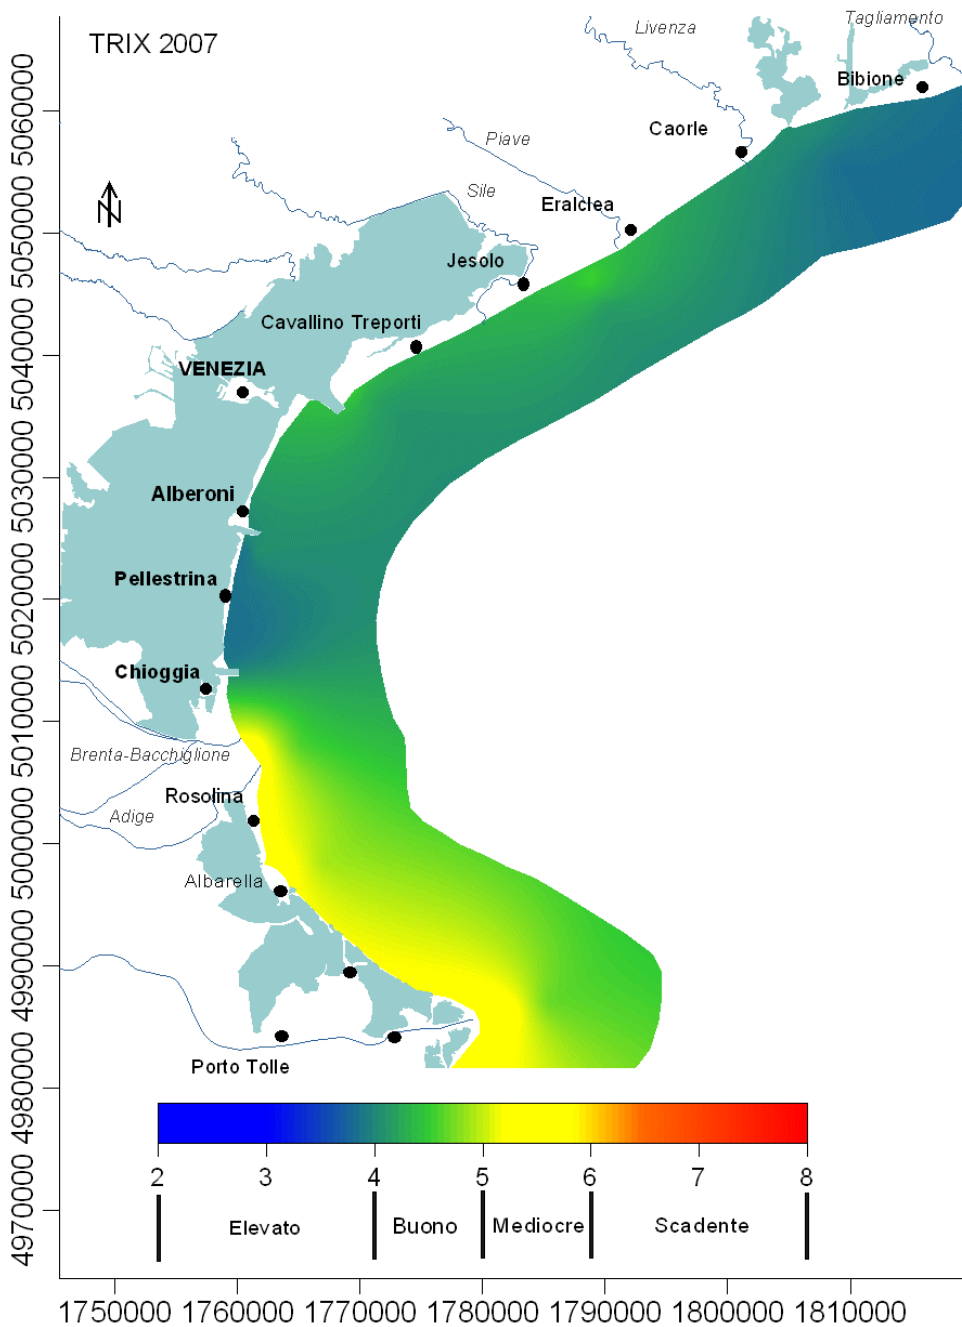 TRIX 2007
Livenza
Tagliamento
Bibione
Caorle
Piave
Sile
Eralclea
Jesolo
Cavallino Treporti
VENEZIA
Alberoni
Pellestrina
Chioggia
Brenta-Bacchiglione
Rosolina
Adige
Albarella
Porto Tolle
N
5060000
5050000
5040000
5030000
5020000
5010000
5000000
4990000
4980000
4970000
2 3 4 5 6 7 8
Elevato Buono Mediocre Scadente
1750000 1760000 1770000 1780000 1790000 1800000 1810000